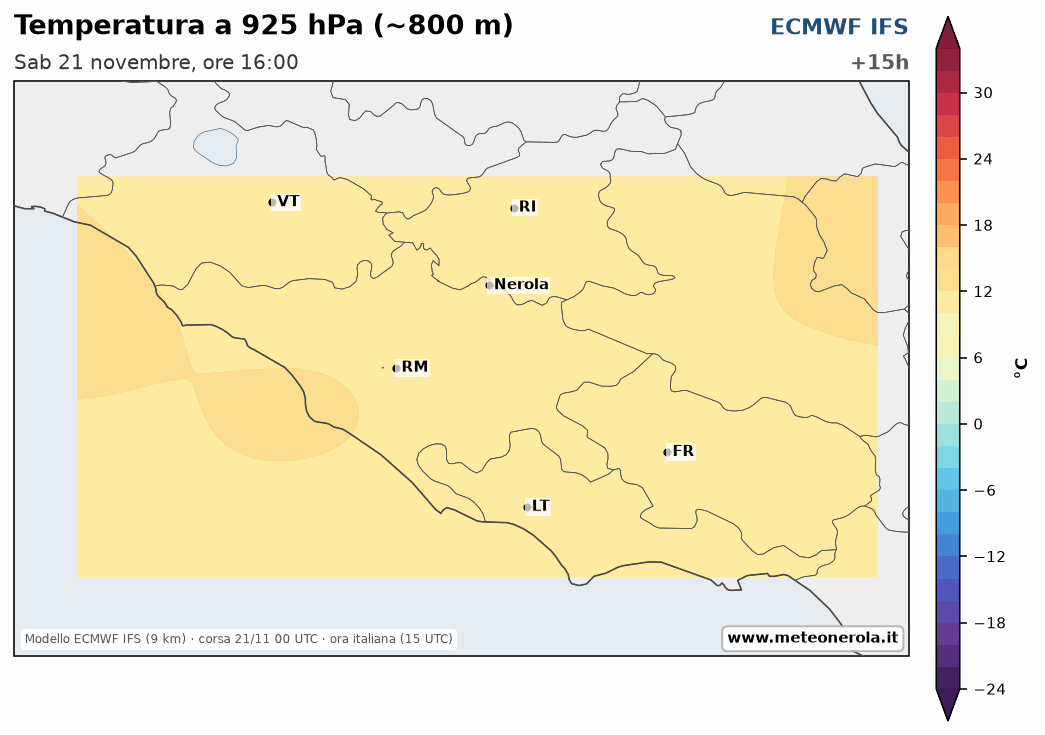 Temperatura a 925 hPa (~800 m)
ECMWF IFS
Sab 21 novembre, ore 16:00
+15h
VT
RI
Nerola
RM
FR
LT
30
24
18
12
6
0
−6
−12
−18
−24
°C
Modello ECMWF IFS (9 km) · corsa 21/11 00 UTC · ora italiana (15 UTC)
www.meteonerola.it